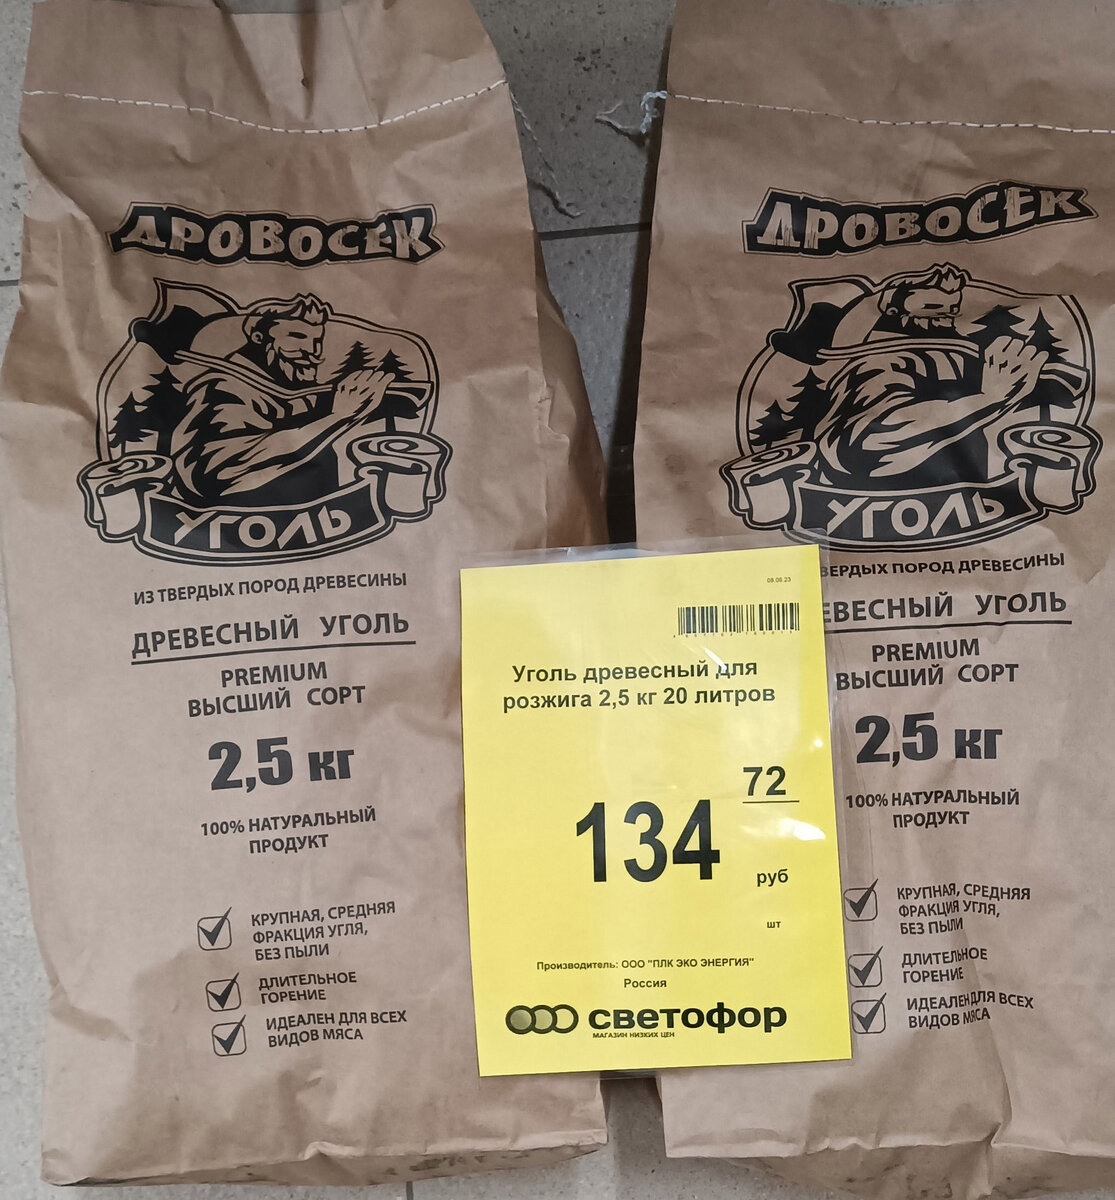 ДРОВОСЕК
УГОЛЬ
ИЗ ТВЕРДЫХ ПОРОД ДРЕВЕСИНЫ
ДРЕВЕСНЫЙ УГОЛЬ
PREMIUM
ВЫСШИЙ СОРТ
2,5 кг
100% НАТУРАЛЬНЫЙ
ПРОДУКТ
КРУПНАЯ, СРЕДНЯЯ
ФРАКЦИЯ УГЛЯ,
БЕЗ ПЫЛИ
ДЛИТЕЛЬНОЕ
ГОРЕНИЕ
ИДЕАЛЕН ДЛЯ ВСЕХ
ВИДОВ МЯСА
08.08.23
Уголь древесный для
розжига 2,5 кг 20 литров
134 72
руб
шт
Производитель: ООО "ПЛК ЭКО ЭНЕРГИЯ"
Россия
светофор
МАГАЗИН НИЗКИХ ЦЕН
ДРОВОСЕК
УГОЛЬ
ВЕРДЫХ ПОРОД ДРЕВЕСИНЫ
ЕВЕСНЫЙ УГОЛЬ
PREMIUM
ВЫСШИЙ СОРТ
2,5 кг
100% НАТУРАЛЬНЫЙ
ПРОДУКТ
КРУПНАЯ, СРЕДНЯЯ
ФРАКЦИЯ УГЛЯ,
БЕЗ ПЫЛИ
ДЛИТЕЛЬНОЕ
ГОРЕНИЕ
ИДЕАЛЕН ДЛЯ ВСЕХ
ВИДОВ МЯСА